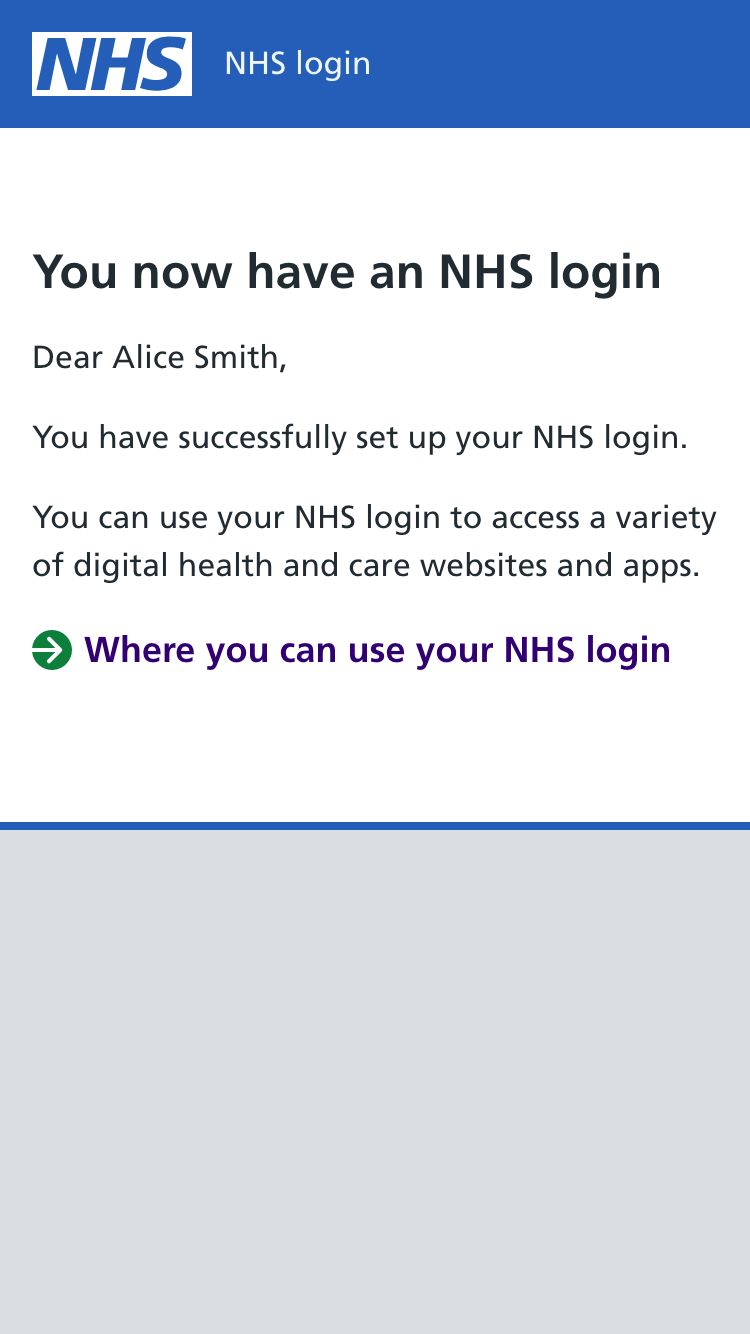 NHS NHS login
You now have an NHS login
Dear Alice Smith,
You have successfully set up your NHS login.
You can use your NHS login to access a variety
of digital health and care websites and apps.
Where you can use your NHS login